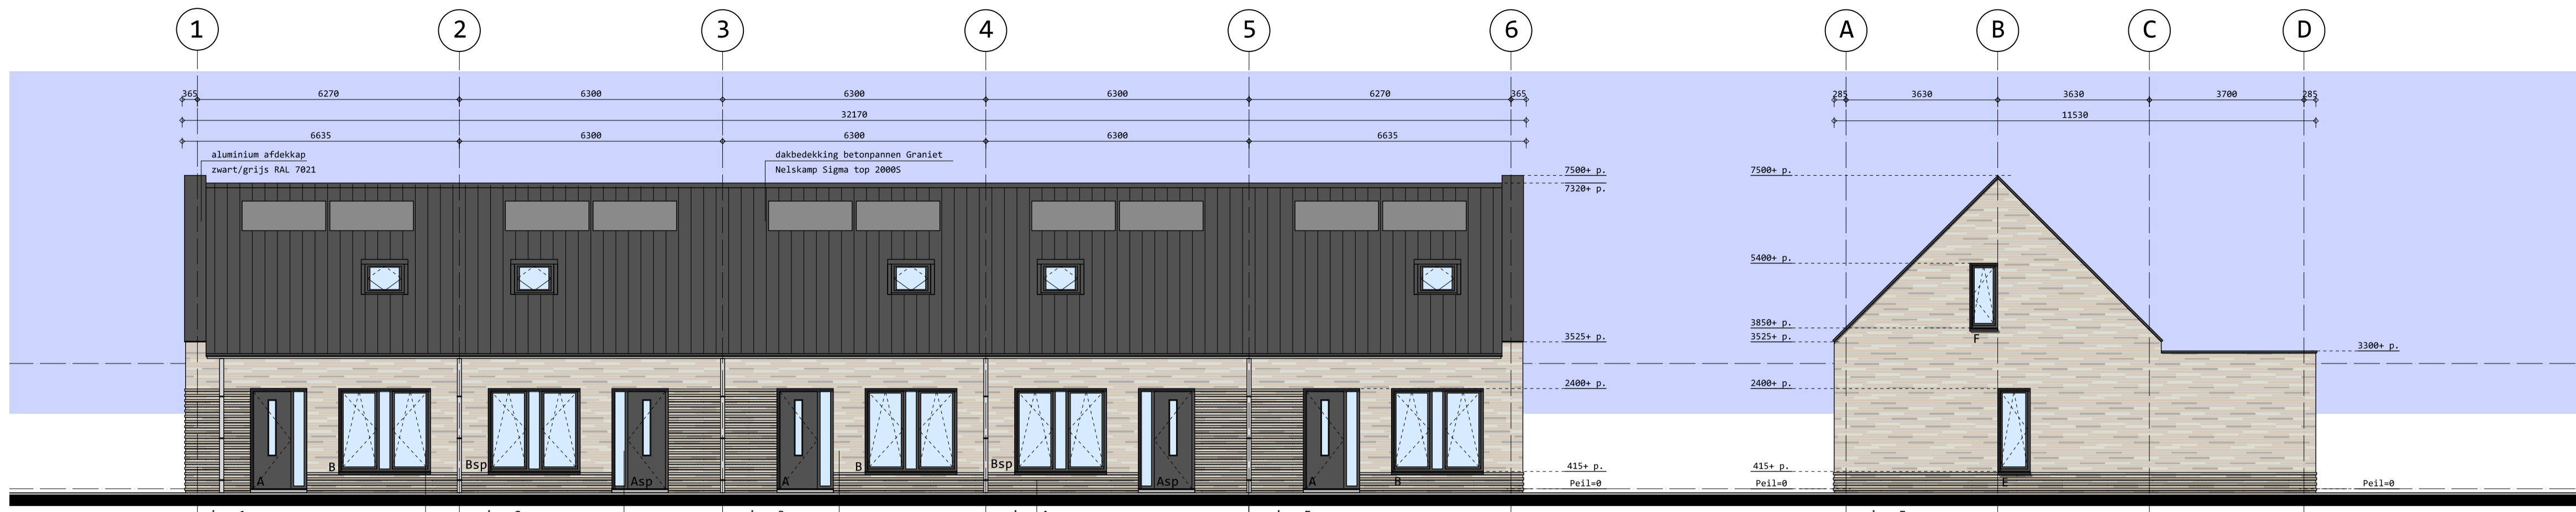 1 2 3 4 5 6 A B C D
365 6270 6300 6300 6300 6270 365 285 3630 3630 3700 285
32170 11530
6635 6300 6300 6300 6635
aluminium afdekkap
zwart/grijs RAL 7021
dakbedekking betonpannen Graniet
Nelskamp Sigma top 2000S
7500+ p. 7500+ p.
7320+ p.
5400+ p.
3850+ p.
3525+ p. 3525+ p.
F
3300+ p.
2400+ p. 2400+ p.
B Bsp B Bsp
415+ p. 415+ p.
A Asp A Asp A B E
Peil=0 Peil=0 Peil=0